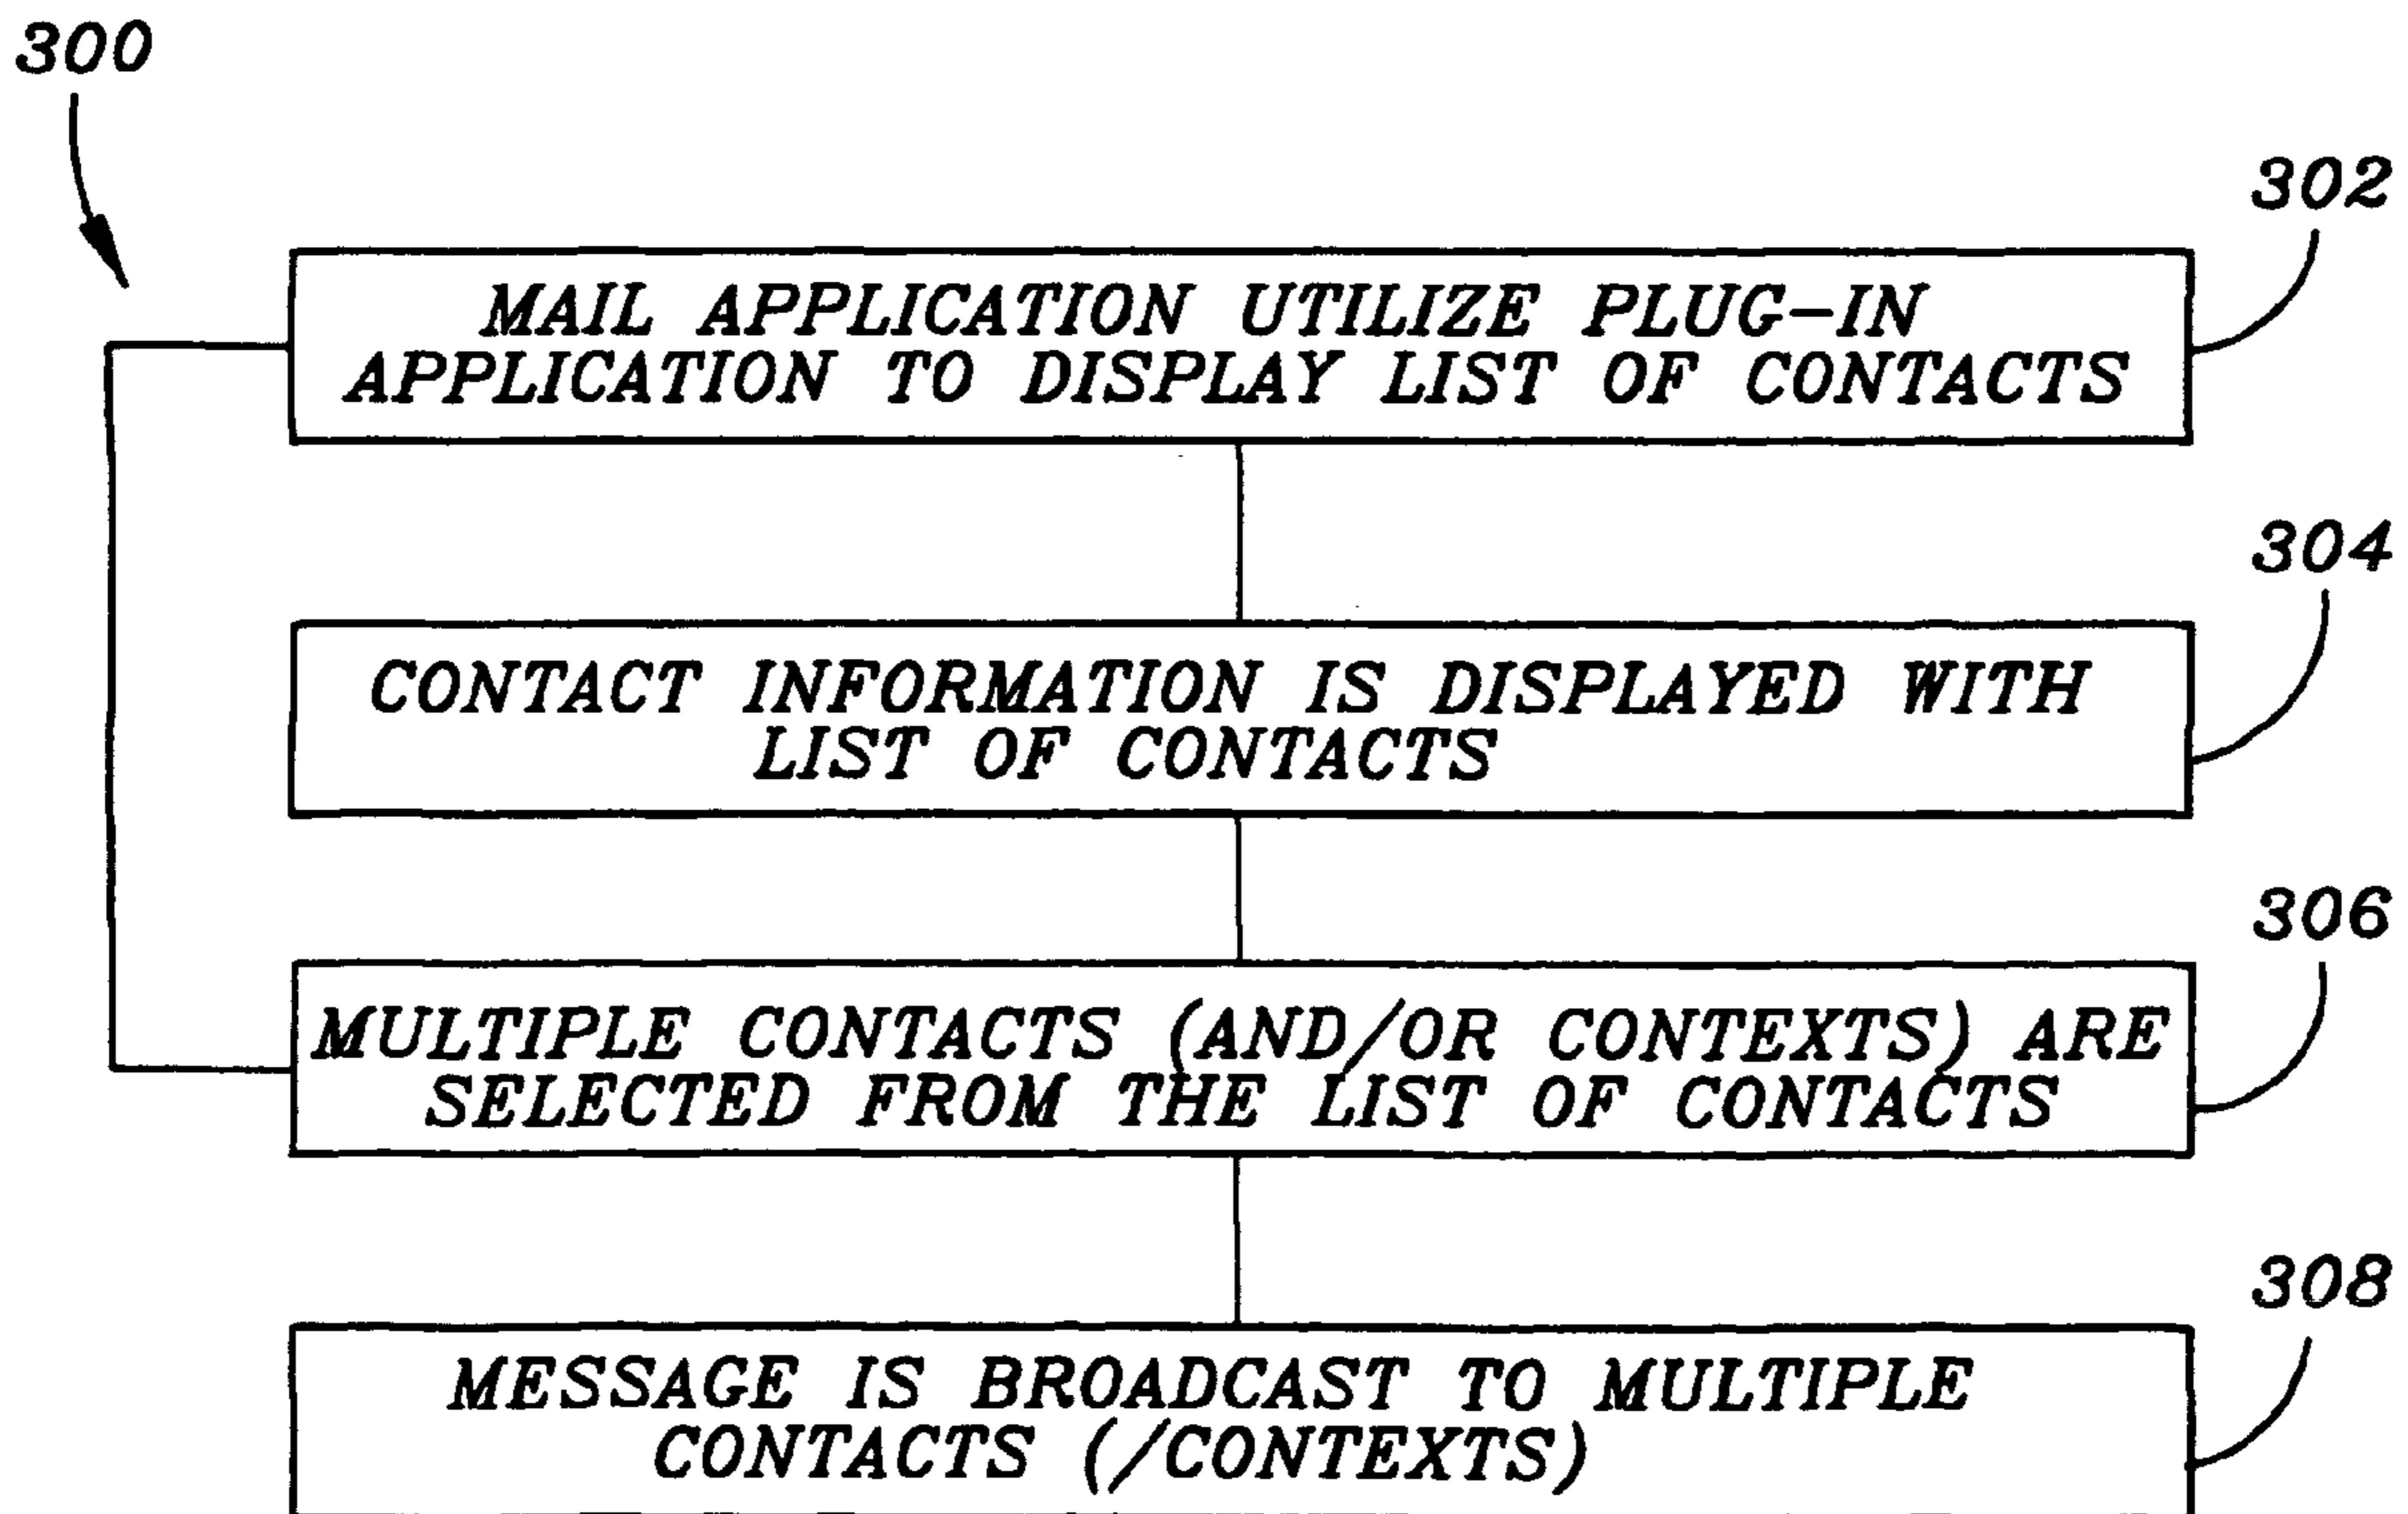 300
302
MAIL APPLICATION UTILIZE PLUG-IN
APPLICATION TO DISPLAY LIST OF CONTACTS
304
CONTACT INFORMATION IS DISPLAYED WITH
LIST OF CONTACTS
306
MULTIPLE CONTACTS (AND/OR CONTEXTS) ARE
SELECTED FROM THE LIST OF CONTACTS
308
MESSAGE IS BROADCAST TO MULTIPLE
CONTACTS (/CONTEXTS)